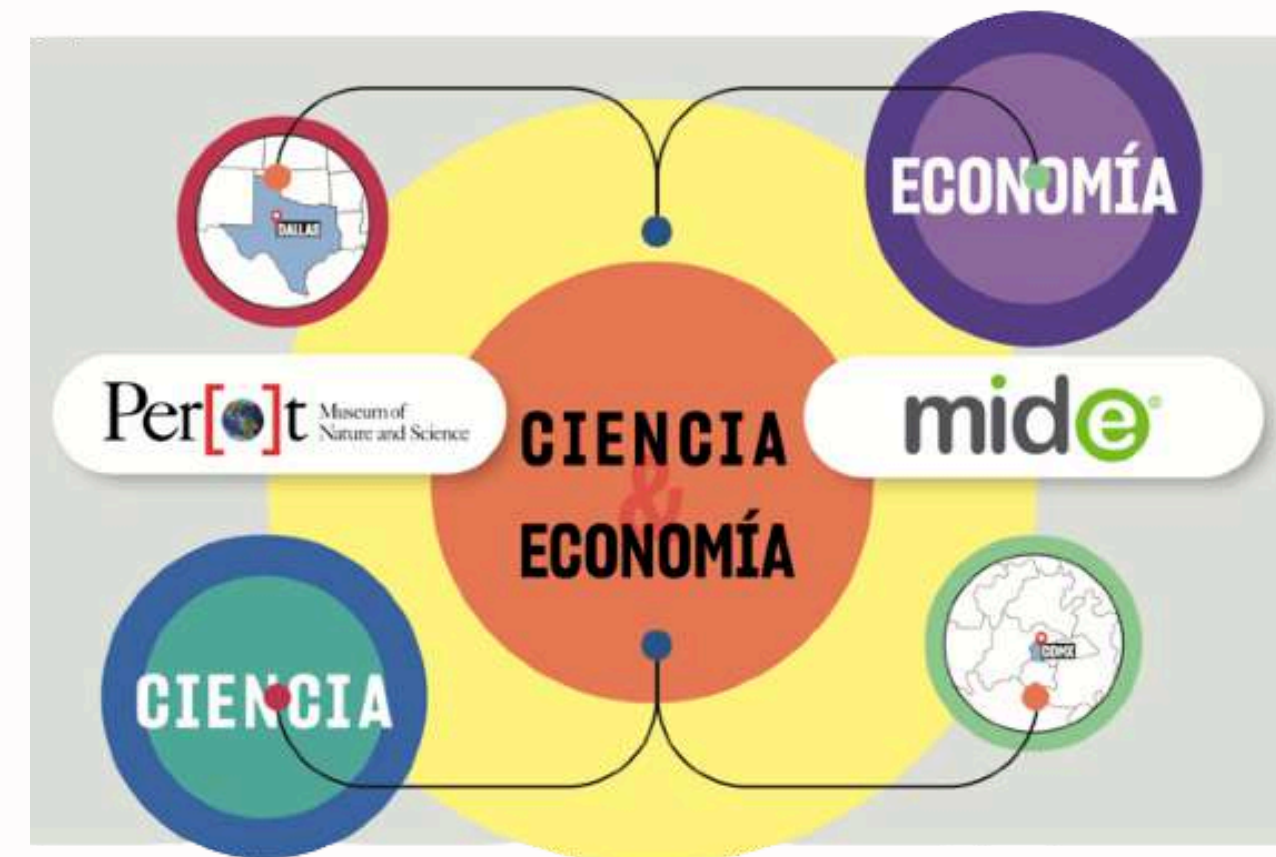 ECONOMÍA
DALLAS
Per[o]t Museum of
Nature and Science
mide
CIENCIA
&
ECONOMÍA
CDMX
CIENCIA